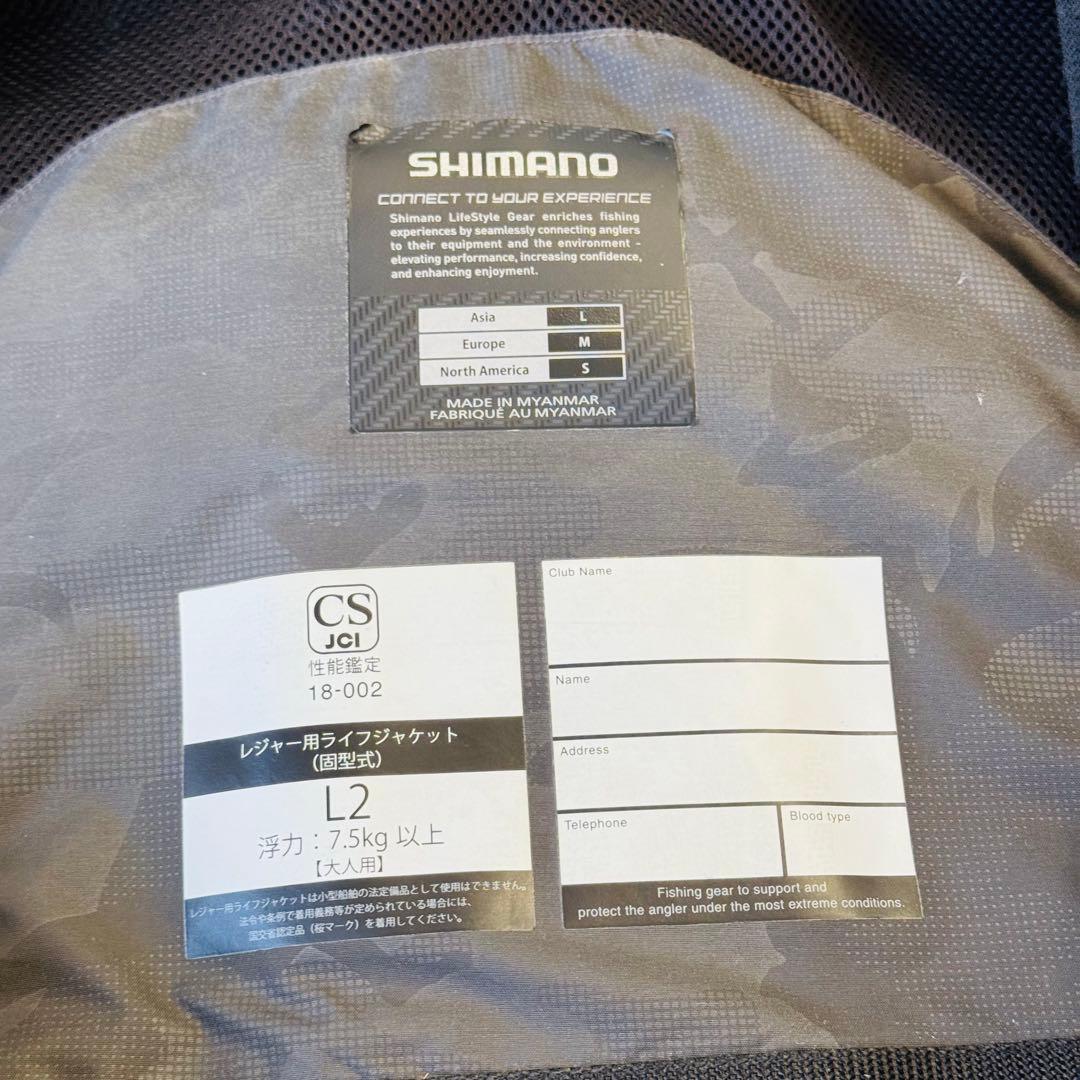 SHIMANO
CONNECT TO YOUR EXPERIENCE
Shimano LifeStyle Gear enriches fishing
experiences by seamlessly connecting anglers
to their equipment and the environment -
elevating performance, increasing confidence,
and enhancing enjoyment.
Asia L
Europe M
North America S
MADE IN MYANMAR
FABRIQUÉ AU MYANMAR
CS
JCI
性能鑑定
18-002
レジャー用ライフジャケット
(固型式)
L2
浮力：7.5kg 以上
【大人用】
レジャー用ライフジャケットは小型船舶の法定備品として使用はできません。
法令や条例で着用義務等が定められている場合には、
国交省認定品（桜マーク）を着用してください。
Club Name
Name
Address
Telephone
Blood type
Fishing gear to support and
protect the angler under the most extreme conditions.